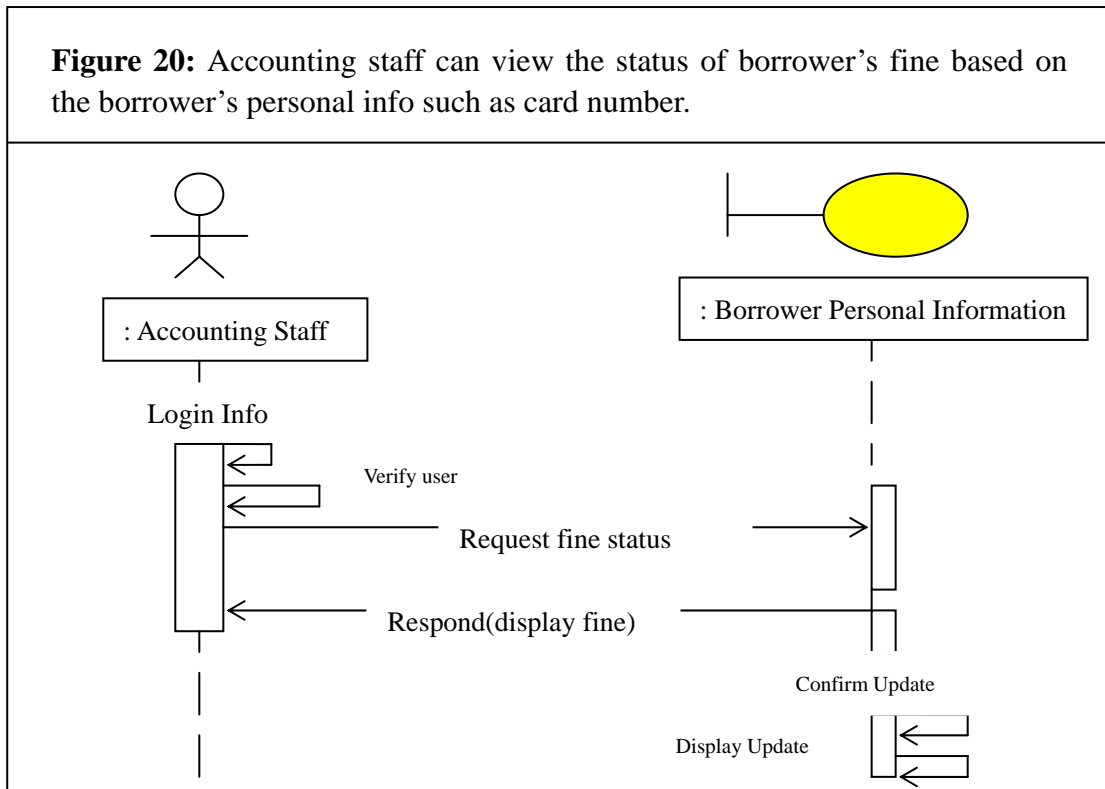 Figure 20: Accounting staff can view the status of borrower’s fine based on
the borrower’s personal info such as card number.
: Accounting Staff
: Borrower Personal Information
Login Info
Verify user
Request fine status
Respond(display fine)
Confirm Update
Display Update